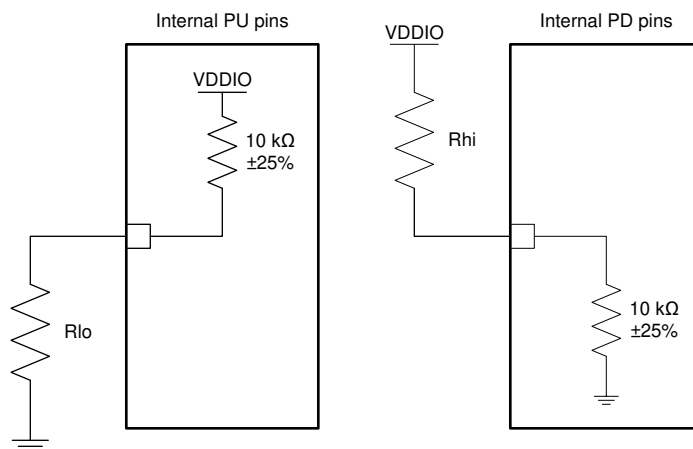 Internal PU pins
VDDIO
10 kΩ
±25%
Rlo
VDDIO
Internal PD pins
Rhi
10 kΩ
±25%